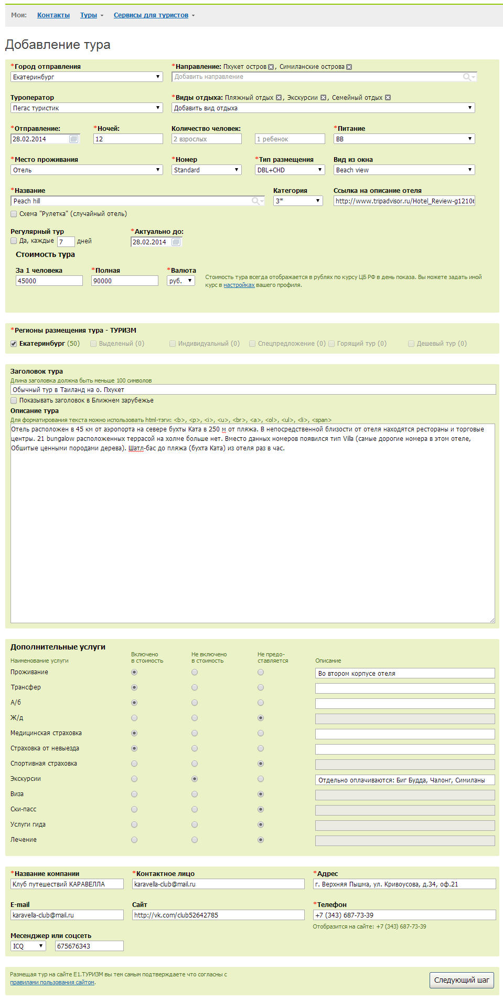 Мои: Контакты Туры Сервисы для туристов
Добавление тура
*Город отправления *Направление: Пхукет остров, Симиланские острова
Екатеринбург Добавить направление
Туроператор *Виды отдыха: Пляжный отдых, Экскурсии, Семейный отдых
Пегас туристик Добавить вид отдыха
*Отправление: *Ночей: Количество человек: *Питание
28.02.2014 12 2 взрослых 1 ребенок BB
*Место проживания *Номер *Тип размещения Вид из окна
Отель Standard DBL+CHD Beach view
*Название Категория Ссылка на описание отеля
Peach hill 3* http://www.tripadvisor.ru/Hotel_Review-g1210
Схема "Рулетка" (случайный отель)
Регулярный тур *Актуально до:
Да, каждые 7 дней 28.02.2014
Стоимость тура
За 1 человека *Полная *Валюта
45000 90000 руб.
Стоимость тура всегда отображается в рублях по курсу ЦБ РФ в день показа. Вы можете задать иной
курс в настройках вашего профиля.
*Регионы размещения тура - ТУРИЗМ
Екатеринбург (50) Выделеный (0) Индивидуальный (0) Спецпредложение (0) Горящий тур (0) Дешевый тур (0)
Заголовок тура
Длина заголовка должна быть меньше 100 символов
Обычный тур в Таиланд на о. Пхукет
Показывать заголовок в Ближнем зарубежье
Описание тура
Для форматирования текста можно использовать html-тэги: <b>, <p>, <i>, <u>, <br>, <a>, <ol>, <ul>, <li>, <span>
Отель расположен в 45 км от аэропорта на севере бухты Ката в 250 м от пляжа. В непосредственной близости от отеля находятся рестораны и торговые
центры. 21 bungalow расположенных террасой на холме больше нет. Вместо данных номеров появился тип Villa (самые дорогие номера в этом отеле,
Обшитые ценными породами дерева). Шатл-бас до пляжа (бухта Ката) из отеля раз в час.
Дополнительные услуги
Наименование услуги Включено в стоимость Не включено в стоимость Не предо-ставляется Описание
Проживание Во втором корпусе отеля
Трансфер
А/б
Ж/д
Медицинская страховка
Страховка от невыезда
Спортивная страховка
Экскурсии Отдельно оплачиваются: Биг Будда, Чалонг, Симиланы
Виза
Ски-пасс
Услуги гида
Лечение
*Название компании *Контактное лицо *Адрес
Клуб путешествий КАРАВЕЛЛА karavella-club@mail.ru г. Верхняя Пышма, ул. Кривоусова, д.34, оф.21
E-mail Сайт *Телефон
karavella-club@mail.ru http://vk.com/club52642785 +7 (343) 687-73-39
Отобразится на сайте: +7 (343) 687-73-39
Месенджер или соцсеть
ICQ 675676343
Размещая тур на сайте E1.ТУРИЗМ вы тем самым подтверждаете что согласны с
правилами пользования сайтом.
Следующий шаг